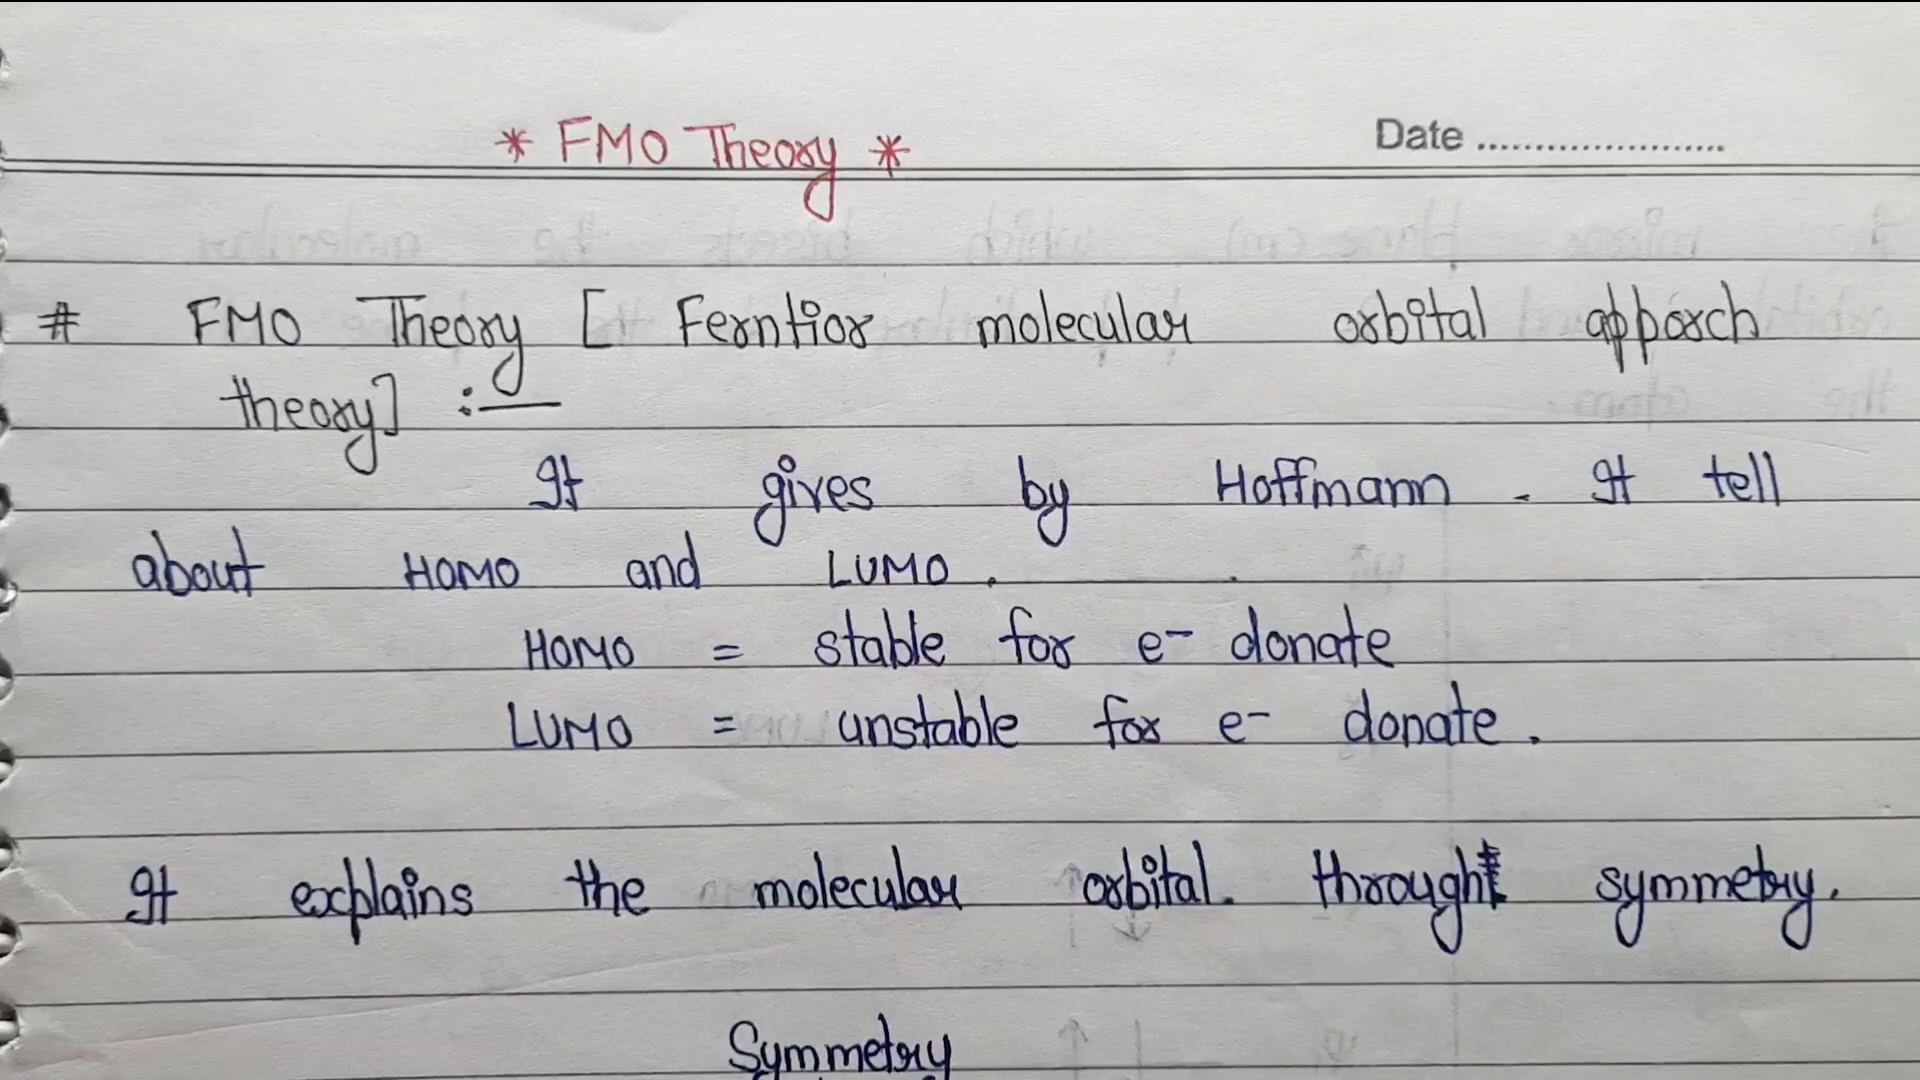 * FMO Theory *
Date ......................
# FMO Theory [ Ferntior molecular orbital apporch
theory] :—
It gives by Hoffmann. It tell
about HOMO and LUMO.
HOMO = stable for e- donate
LUMO = unstable for e- donate.
It explains the molecular orbital. throught symmetry.
Symmetry